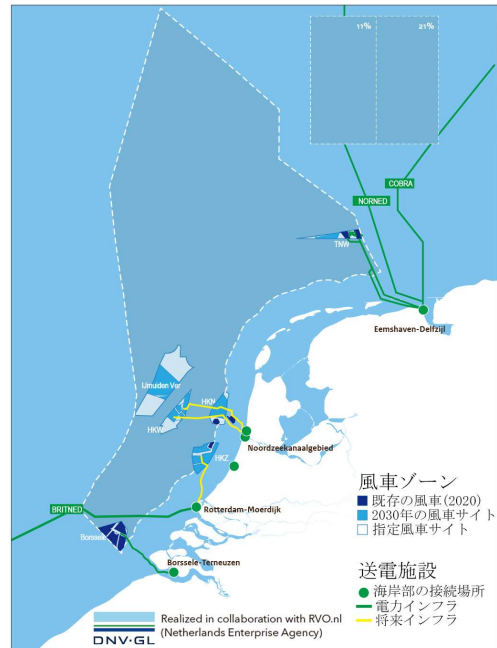 11%
21%
COBRA
NORNED
TNW
Eemshaven-Delfzijl
IJmuiden Ver
HKN
HKW
Noordzeekanaalgebied
HKZ
風車ゾーン
既存の風車(2020)
2030年の風車サイト
指定風車サイト
BRITNED
Rotterdam-Moerdijk
Borssele
Borssele-Terneuzen
送電施設
海岸部の接続場所
電力インフラ
将来インフラ
Realized in collaboration with RVO.nl
(Netherlands Enterprise Agency)
DNV·GL